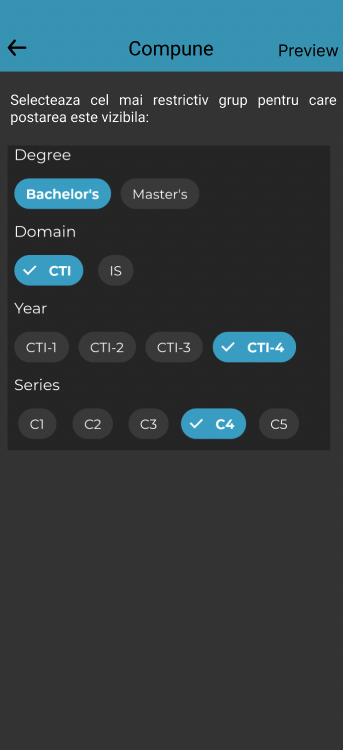 Compune
Preview
Selecteaza cel mai restrictiv grup pentru care
postarea este vizibila:
Degree
Bachelor's Master's
Domain
CTI IS
Year
CTI-1 CTI-2 CTI-3 CTI-4
Series
C1 C2 C3 C4 C5